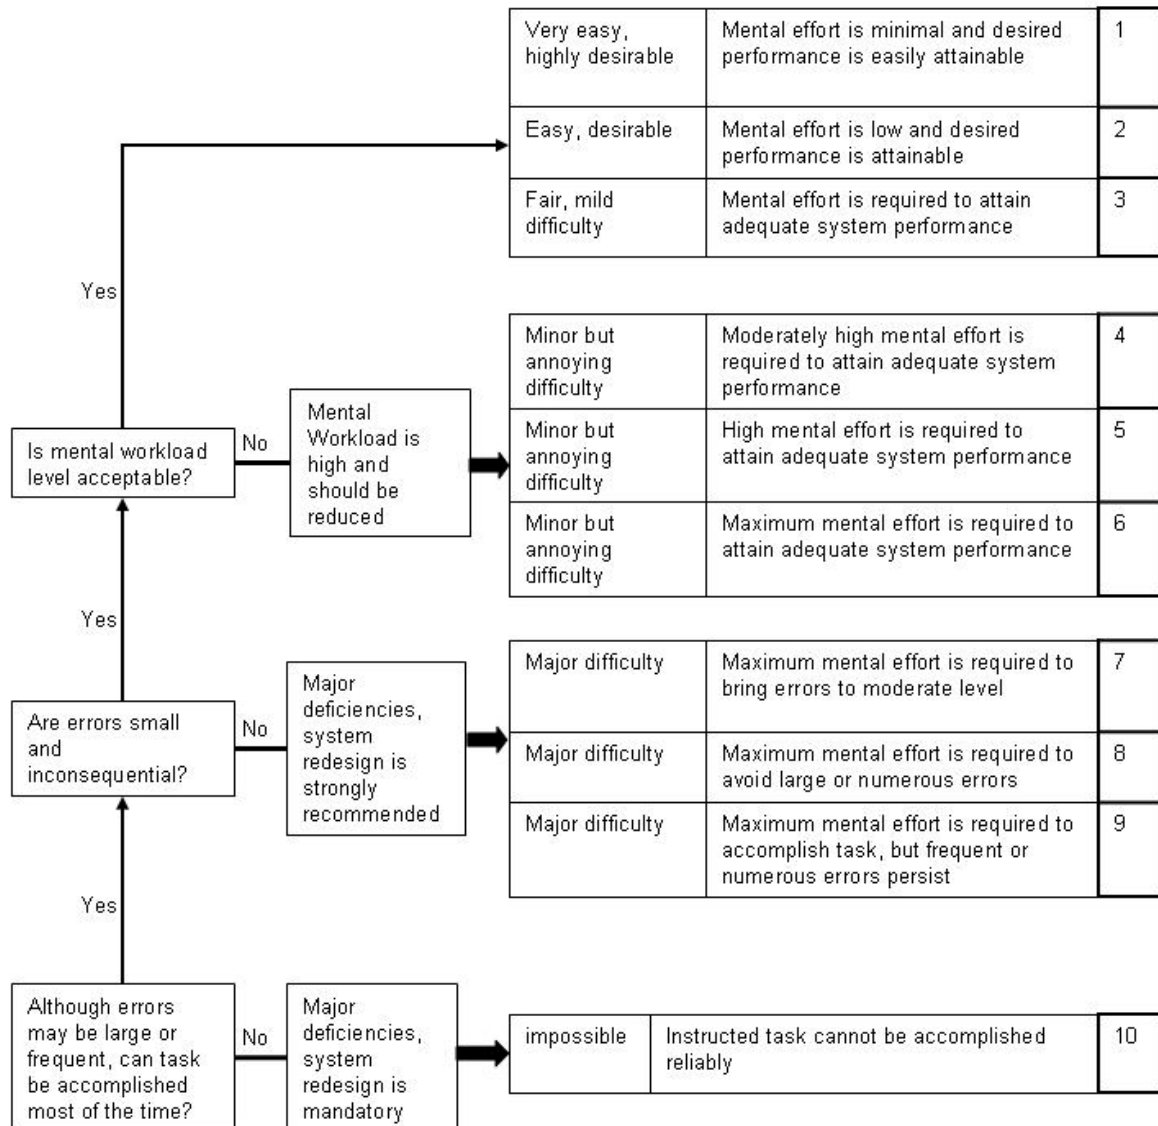 Very easy,
highly desirable
Mental effort is minimal and desired
performance is easily attainable
1
Easy, desirable
Mental effort is low and desired
performance is attainable
2
Fair, mild
difficulty
Mental effort is required to attain
adequate system performance
3
Yes
Is mental workload
level acceptable?
No
Mental
Workload is
high and
should be
reduced
Minor but
annoying
difficulty
Moderately high mental effort is
required to attain adequate system
performance
4
Minor but
annoying
difficulty
High mental effort is required to
attain adequate system performance
5
Minor but
annoying
difficulty
Maximum mental effort is required to
attain adequate system performance
6
Yes
Are errors small
and
inconsequential?
No
Major
deficiencies,
system
redesign is
strongly
recommended
Major difficulty
Maximum mental effort is required to
bring errors to moderate level
7
Major difficulty
Maximum mental effort is required to
avoid large or numerous errors
8
Major difficulty
Maximum mental effort is required to
accomplish task, but frequent or
numerous errors persist
9
Yes
Although errors
may be large or
frequent, can task
be accomplished
most of the time?
No
Major
deficiencies,
system
redesign is
mandatory
impossible
Instructed task cannot be accomplished
reliably
10